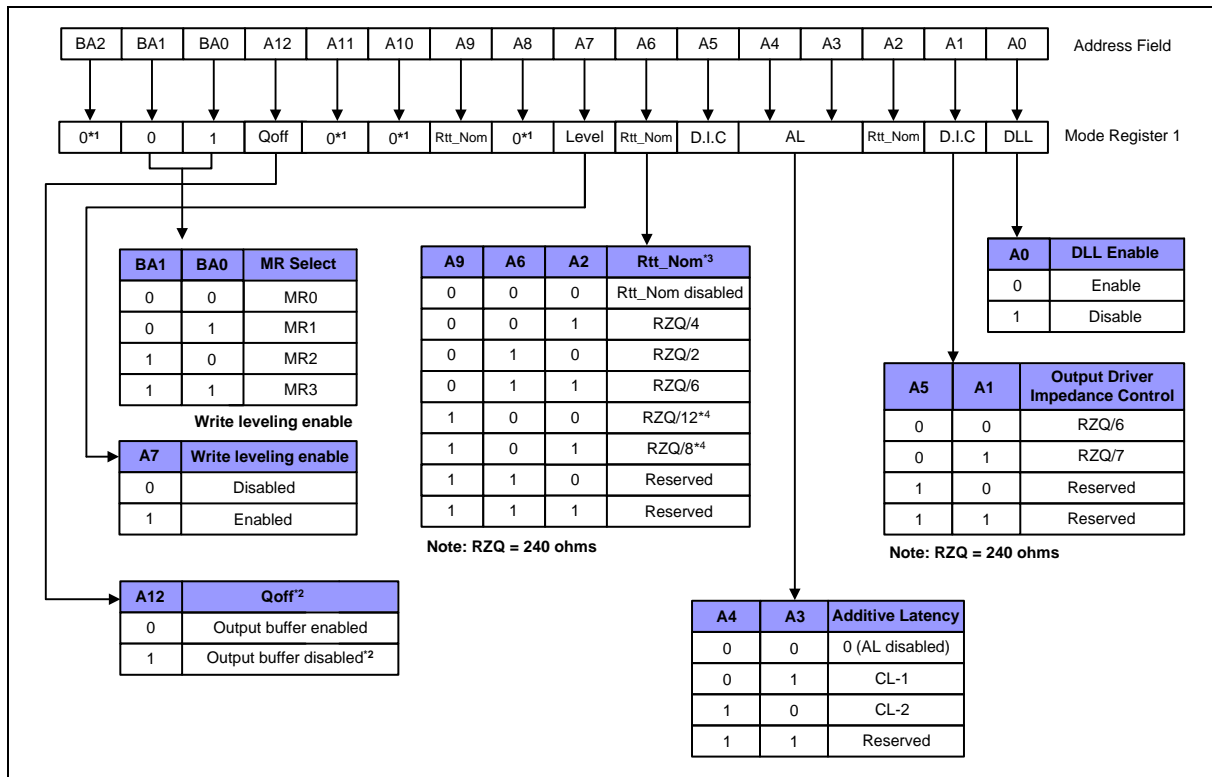 BA2 BA1 BA0 A12 A11 A10 A9 A8 A7 A6 A5 A4 A3 A2 A1 A0 Address Field
0*1 0 1 Qoff 0*1 0*1 Rtt_Nom 0*1 Level Rtt_Nom D.I.C AL Rtt_Nom D.I.C DLL Mode Register 1
BA1 BA0 MR Select
0 0 MR0
0 1 MR1
1 0 MR2
1 1 MR3
Write leveling enable
A7 Write leveling enable
0 Disabled
1 Enabled
A12 Qoff*2
0 Output buffer enabled
1 Output buffer disabled*2
A9 A6 A2 Rtt_Nom*3
0 0 0 Rtt_Nom disabled
0 0 1 RZQ/4
0 1 0 RZQ/2
0 1 1 RZQ/6
1 0 0 RZQ/12*4
1 0 1 RZQ/8*4
1 1 0 Reserved
1 1 1 Reserved
Note: RZQ = 240 ohms
A4 A3 Additive Latency
0 0 0 (AL disabled)
0 1 CL-1
1 0 CL-2
1 1 Reserved
A0 DLL Enable
0 Enable
1 Disable
A5 A1 Output Driver
Impedance Control
0 0 RZQ/6
0 1 RZQ/7
1 0 Reserved
1 1 Reserved
Note: RZQ = 240 ohms